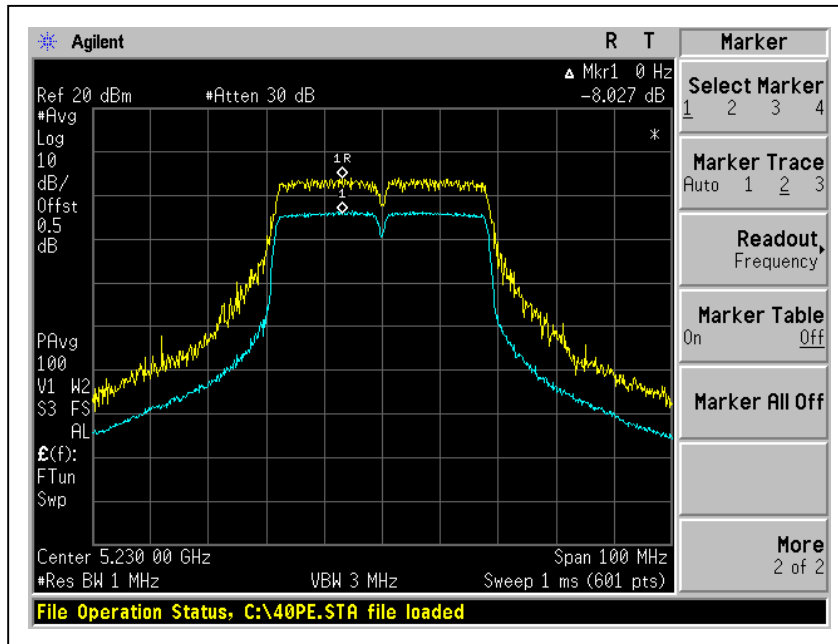 Agilent R T Marker
Δ Mkr1 0 Hz
Ref 20 dBm #Atten 30 dB -8.027 dB
#Avg
Log
10
dB/
Offst
0.5
dB
*
1R
1
PAvg
100
V1 W2
S3 FS
AL
£(f):
FTun
Swp
Center 5.230 00 GHz Span 100 MHz
#Res BW 1 MHz VBW 3 MHz Sweep 1 ms (601 pts)
File Operation Status, C:\40PE.STA file loaded
Select Marker
1 2 3 4
Marker Trace
Auto 1 2 3
Readout
Frequency
Marker Table
On Off
Marker All Off
More
2 of 2